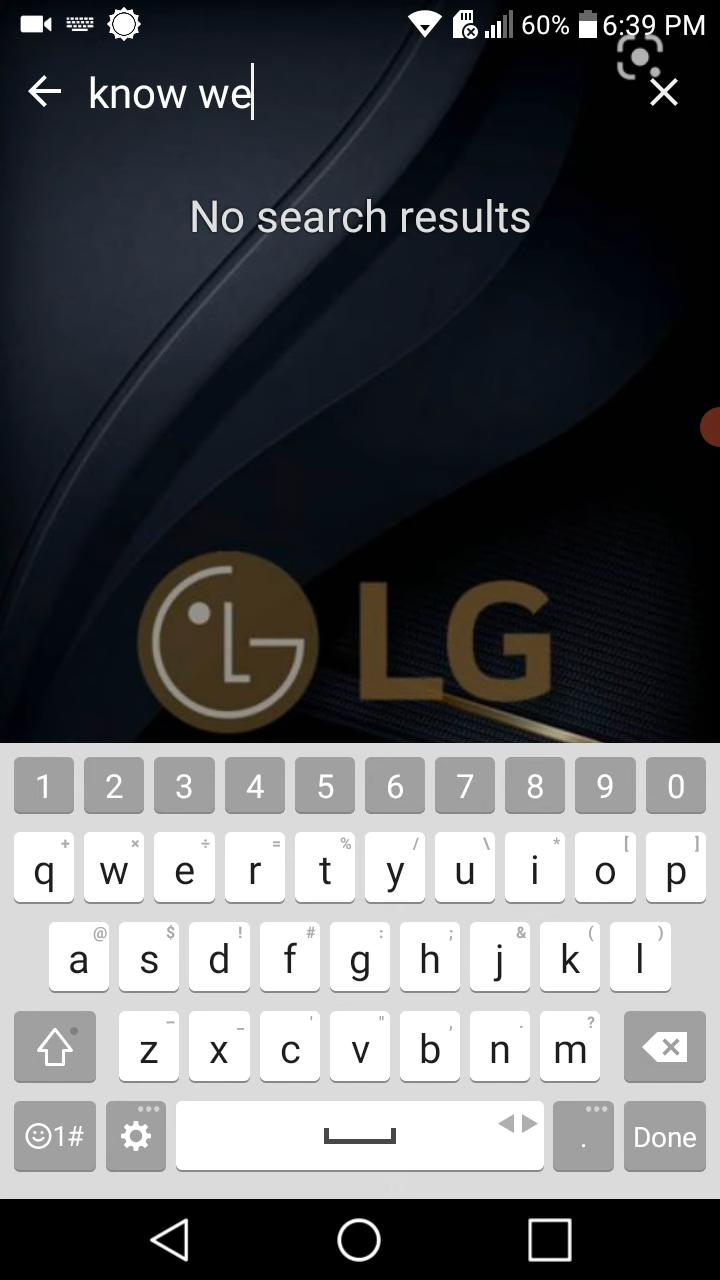 60% 6:39 PM
know we
No search results
LG
LG
1 2 3 4 5 6 7 8 9 0
+ × ÷ = % / \ * [ ]
q w e r t y u i o p
@ $ ! # : ; & ( )
a s d f g h j k l
– _ ' " , . ?
z x c v b n m
1# . Done